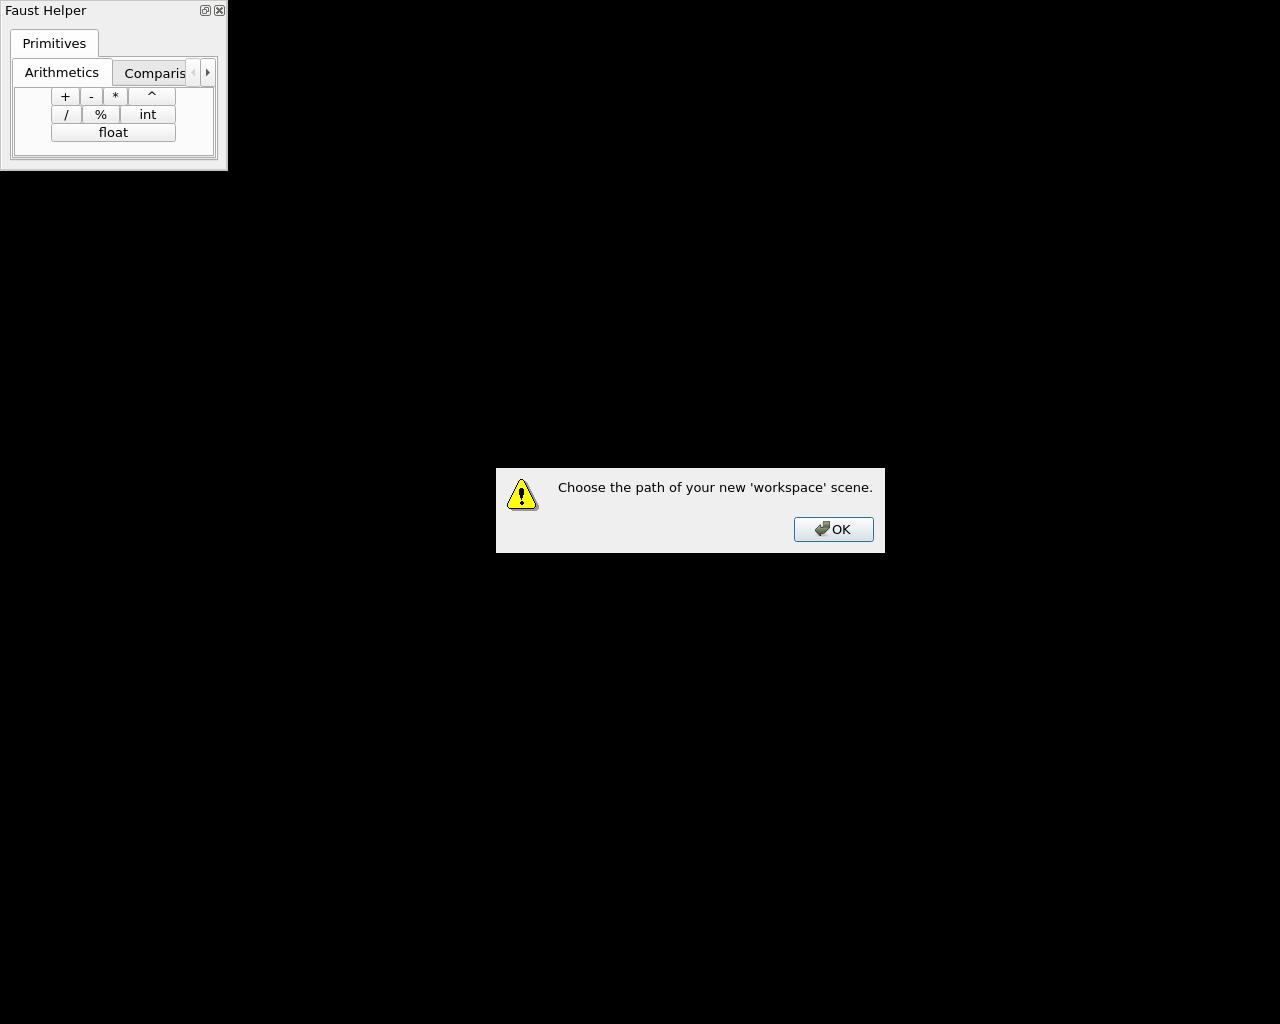 Faust Helper
Primitives
Arithmetics Comparis
+ - * ^
/ % int
float
Choose the path of your new 'workspace' scene.
OK